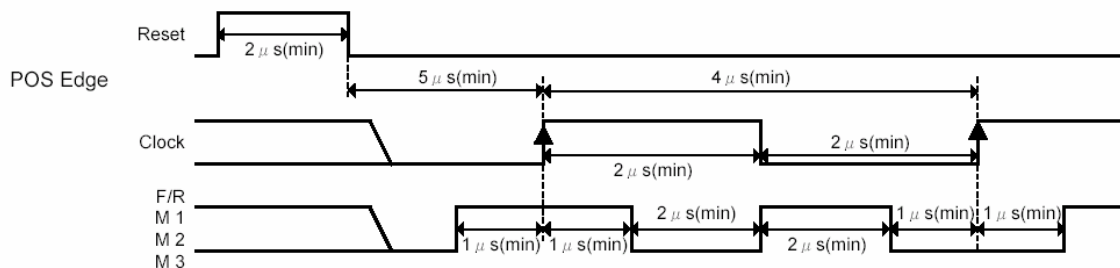 Reset
2 μ s(min)
POS Edge
5 μ s(min)
4 μ s(min)
Clock
2 μ s(min)
2 μ s(min)
F/R
M 1
M 2
M 3
1 μ s(min)
1 μ s(min)
2 μ s(min)
2 μ s(min)
1 μ s(min)
1 μ s(min)